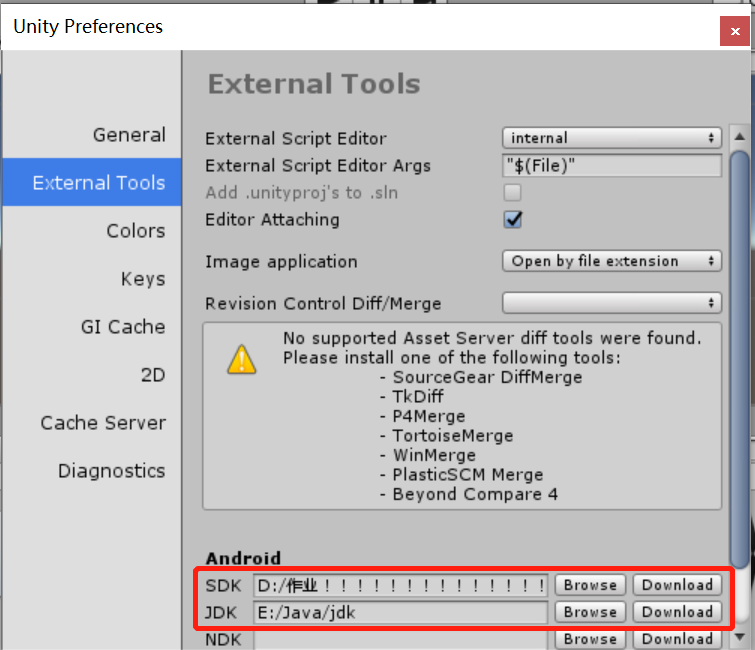 Unity Preferences
External Tools
General
External Tools
Colors
Keys
GI Cache
2D
Cache Server
Diagnostics
External Script Editor internal
External Script Editor Args "$(File)"
Add .unityproj's to .sln
Editor Attaching
Image application Open by file extension
Revision Control Diff/Merge
No supported Asset Server diff tools were found.
Please install one of the following tools:
- SourceGear DiffMerge
- TkDiff
- P4Merge
- TortoiseMerge
- WinMerge
- PlasticSCM Merge
- Beyond Compare 4
Android
SDK D:/作业！！！！！！！！！！！！！！ Browse Download
JDK E:/Java/jdk Browse Download
NDK Browse Download